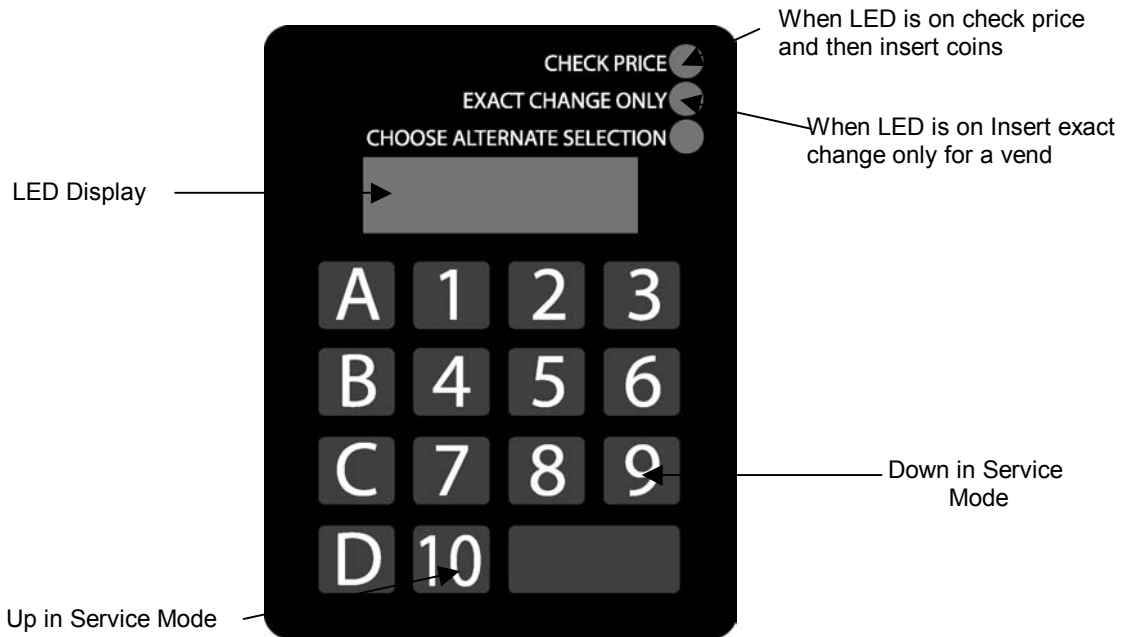 When LED is on check price
and then insert coins
CHECK PRICE
EXACT CHANGE ONLY
When LED is on Insert exact
change only for a vend
CHOOSE ALTERNATE SELECTION
LED Display
A 1 2 3
B 4 5 6
C 7 8 9
Down in Service
Mode
D 10
Up in Service Mode